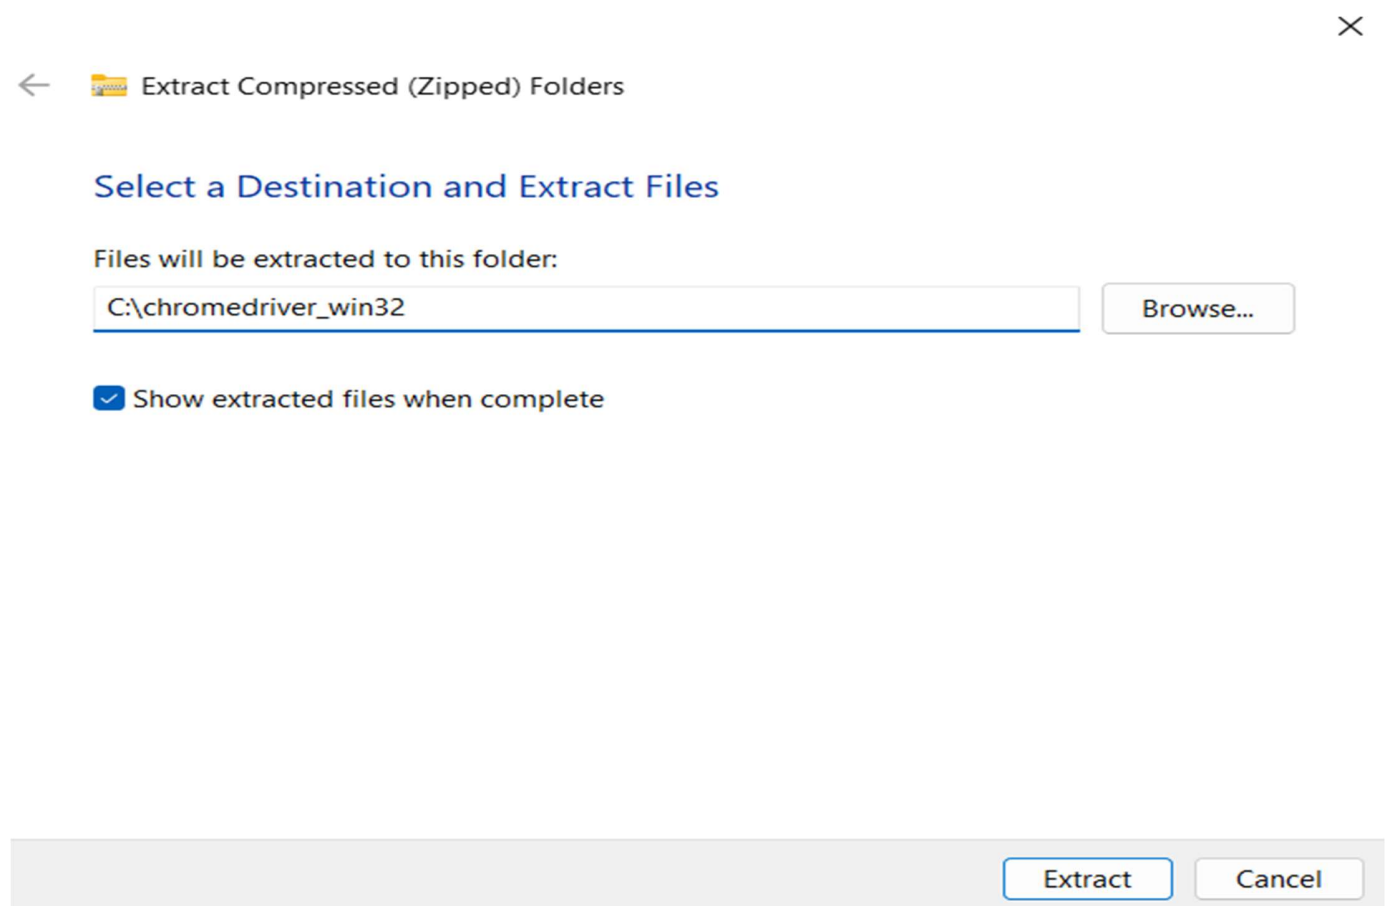 Extract Compressed (Zipped) Folders
Select a Destination and Extract Files
Files will be extracted to this folder:
C:\chromedriver_win32
Browse...
Show extracted files when complete
Extract
Cancel